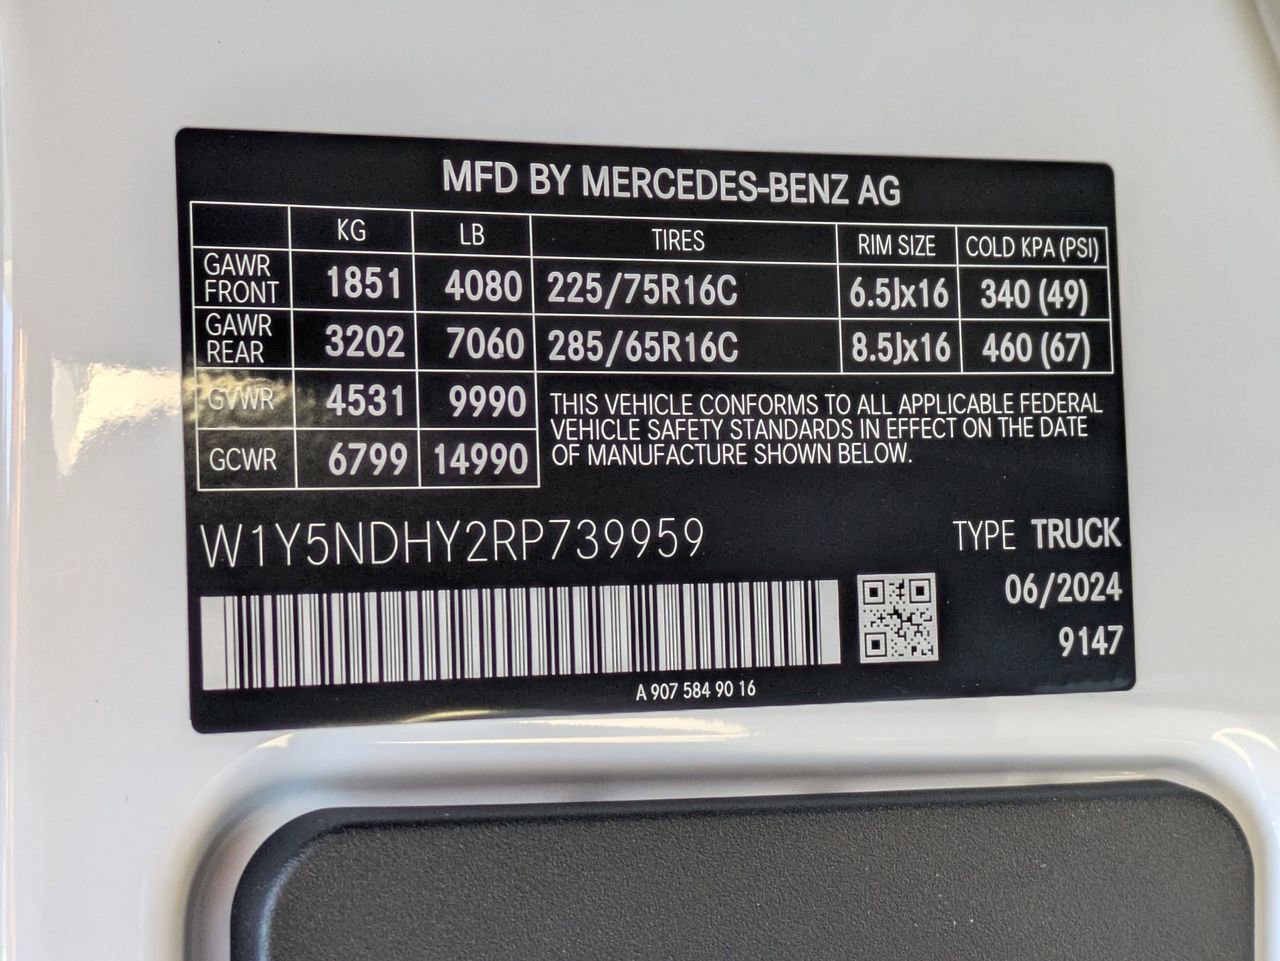 MFD BY MERCEDES-BENZ AG
KG LB TIRES RIM SIZE COLD KPA (PSI)
GAWR FRONT 1851 4080 225/75R16C 6.5Jx16 340 (49)
GAWR REAR 3202 7060 285/65R16C 8.5Jx16 460 (67)
GVWR 4531 9990
GCWR 6799 14990
THIS VEHICLE CONFORMS TO ALL APPLICABLE FEDERAL
VEHICLE SAFETY STANDARDS IN EFFECT ON THE DATE
OF MANUFACTURE SHOWN BELOW.
W1Y5NDHY2RP739959
TYPE TRUCK
06/2024
9147
A 907 584 90 16